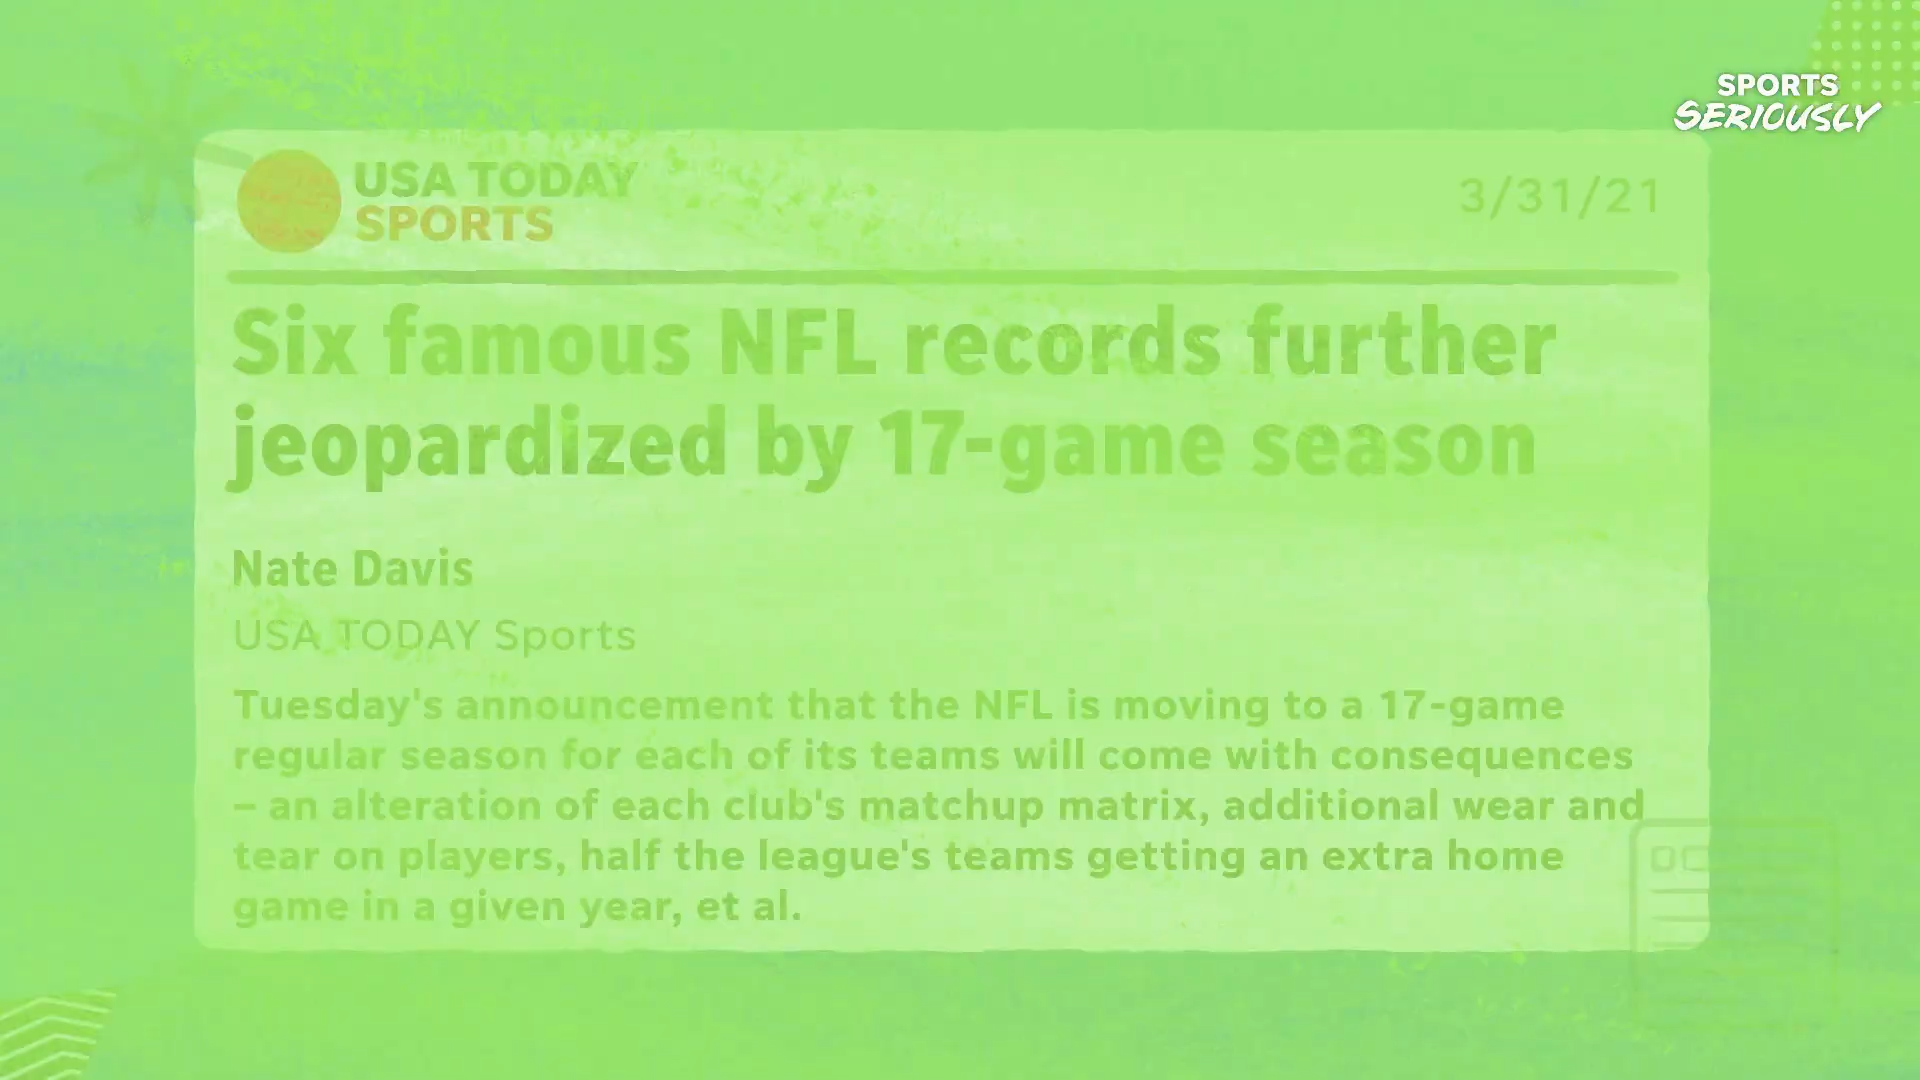 SPORTS
SERIOUSLY
USA TODAY
SPORTS
3/31/21
Six famous NFL records further
jeopardized by 17-game season
Nate Davis
USA TODAY Sports
Tuesday's announcement that the NFL is moving to a 17-game
regular season for each of its teams will come with consequences
– an alteration of each club's matchup matrix, additional wear and
tear on players, half the league's teams getting an extra home
game in a given year, et al.